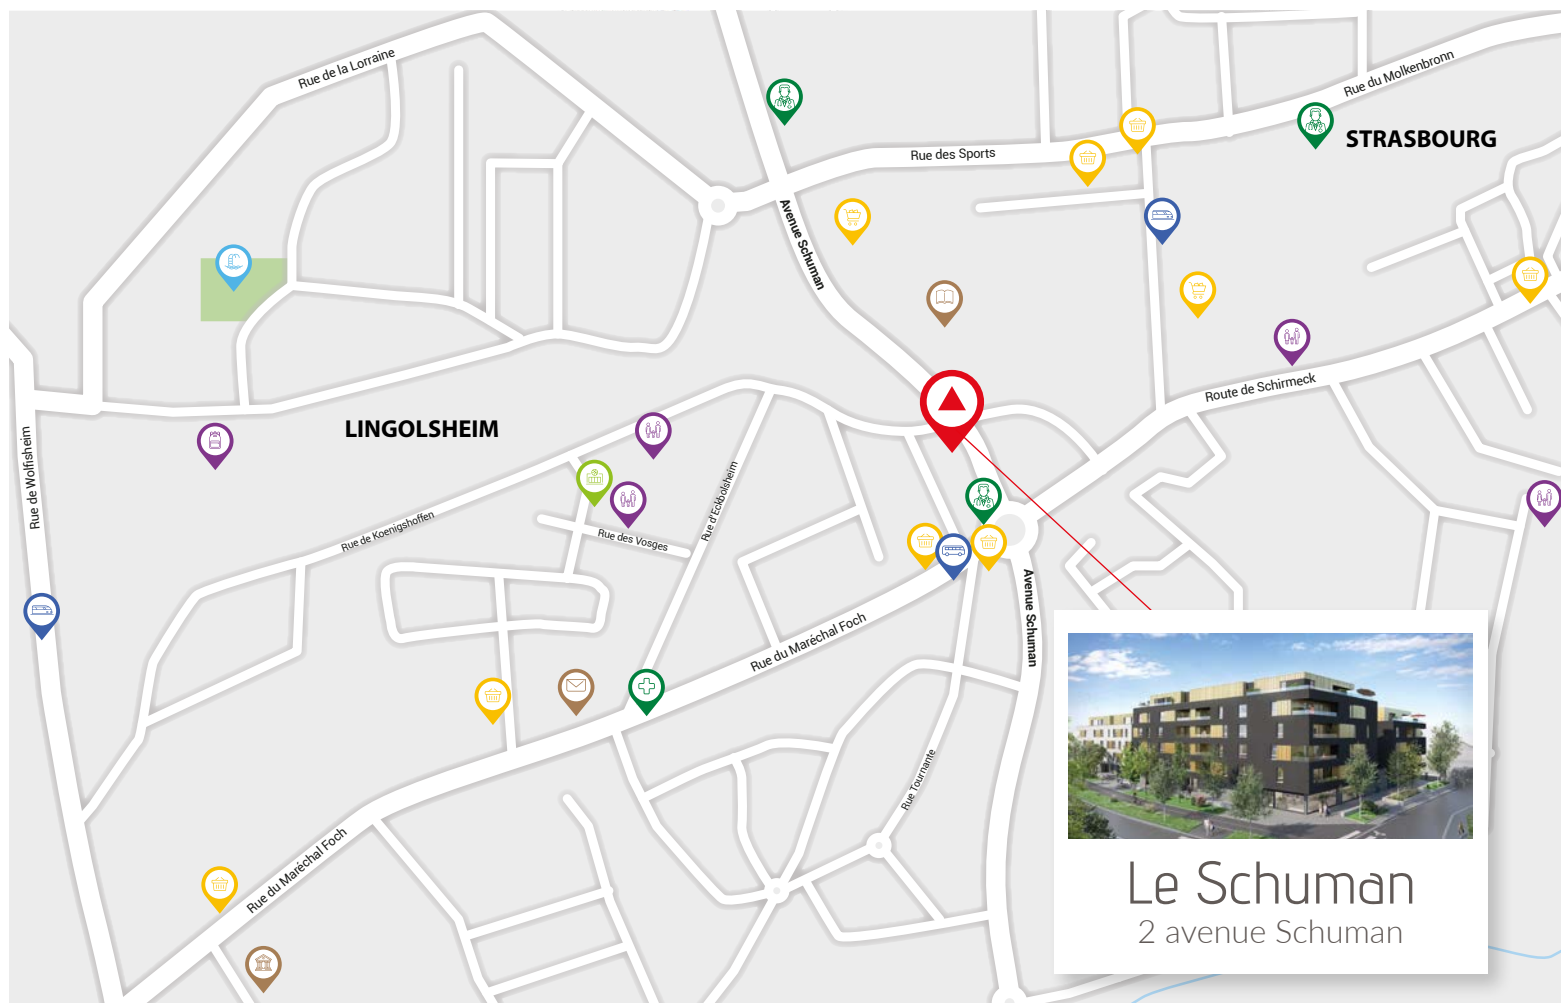 Rue de la Lorraine
Rue du Molkenbronn
STRASBOURG
Rue des Sports
Avenue Schuman
Route de Schirmeck
LINGOLSHEIM
Rue de Wolfisheim
Rue de Koenigshoffen
Rue d'Eckbolsheim
Rue des Vosges
Avenue Schuman
Rue du Maréchal Foch
Rue Tournante
Rue du Maréchal Foch
Le Schuman
2 avenue Schuman